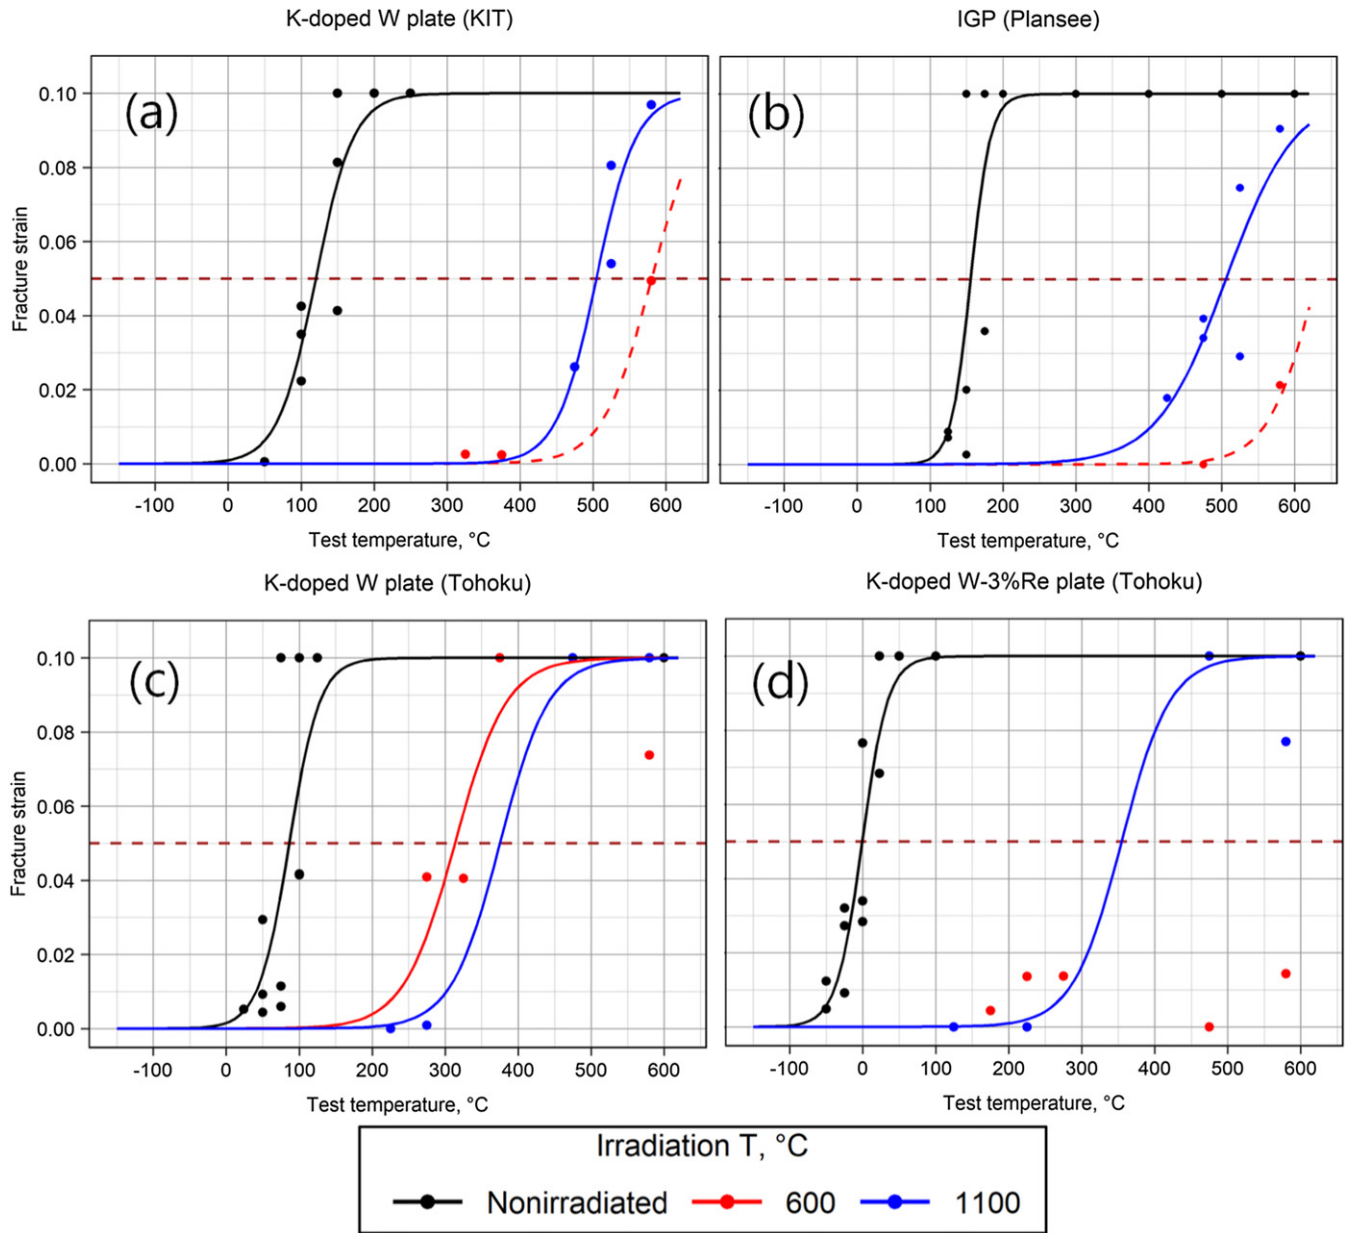 K-doped W plate (KIT)
IGP (Plansee)
(a)
(b)
0.10
0.08
0.06
0.04
0.02
0.00
Fracture strain
-100 0 100 200 300 400 500 600
-100 0 100 200 300 400 500 600
Test temperature, °C
Test temperature, °C
K-doped W plate (Tohoku)
K-doped W-3%Re plate (Tohoku)
(c)
(d)
0.10
0.08
0.06
0.04
0.02
0.00
Fracture strain
-100 0 100 200 300 400 500 600
-100 0 100 200 300 400 500 600
Test temperature, °C
Test temperature, °C
Irradiation T, °C
Nonirradiated 600 1100